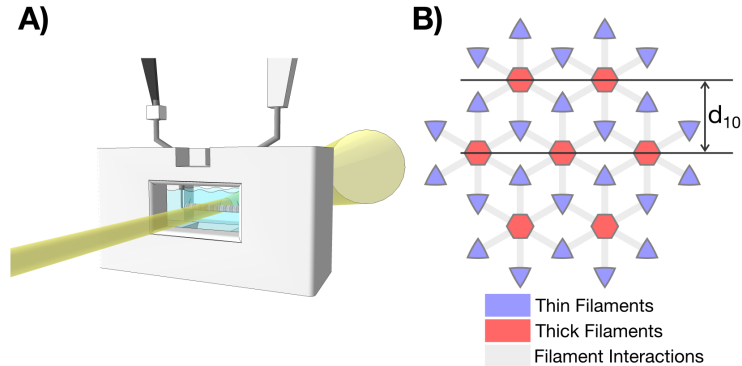 A)
B)
d10
Thin Filaments
Thick Filaments
Filament Interactions